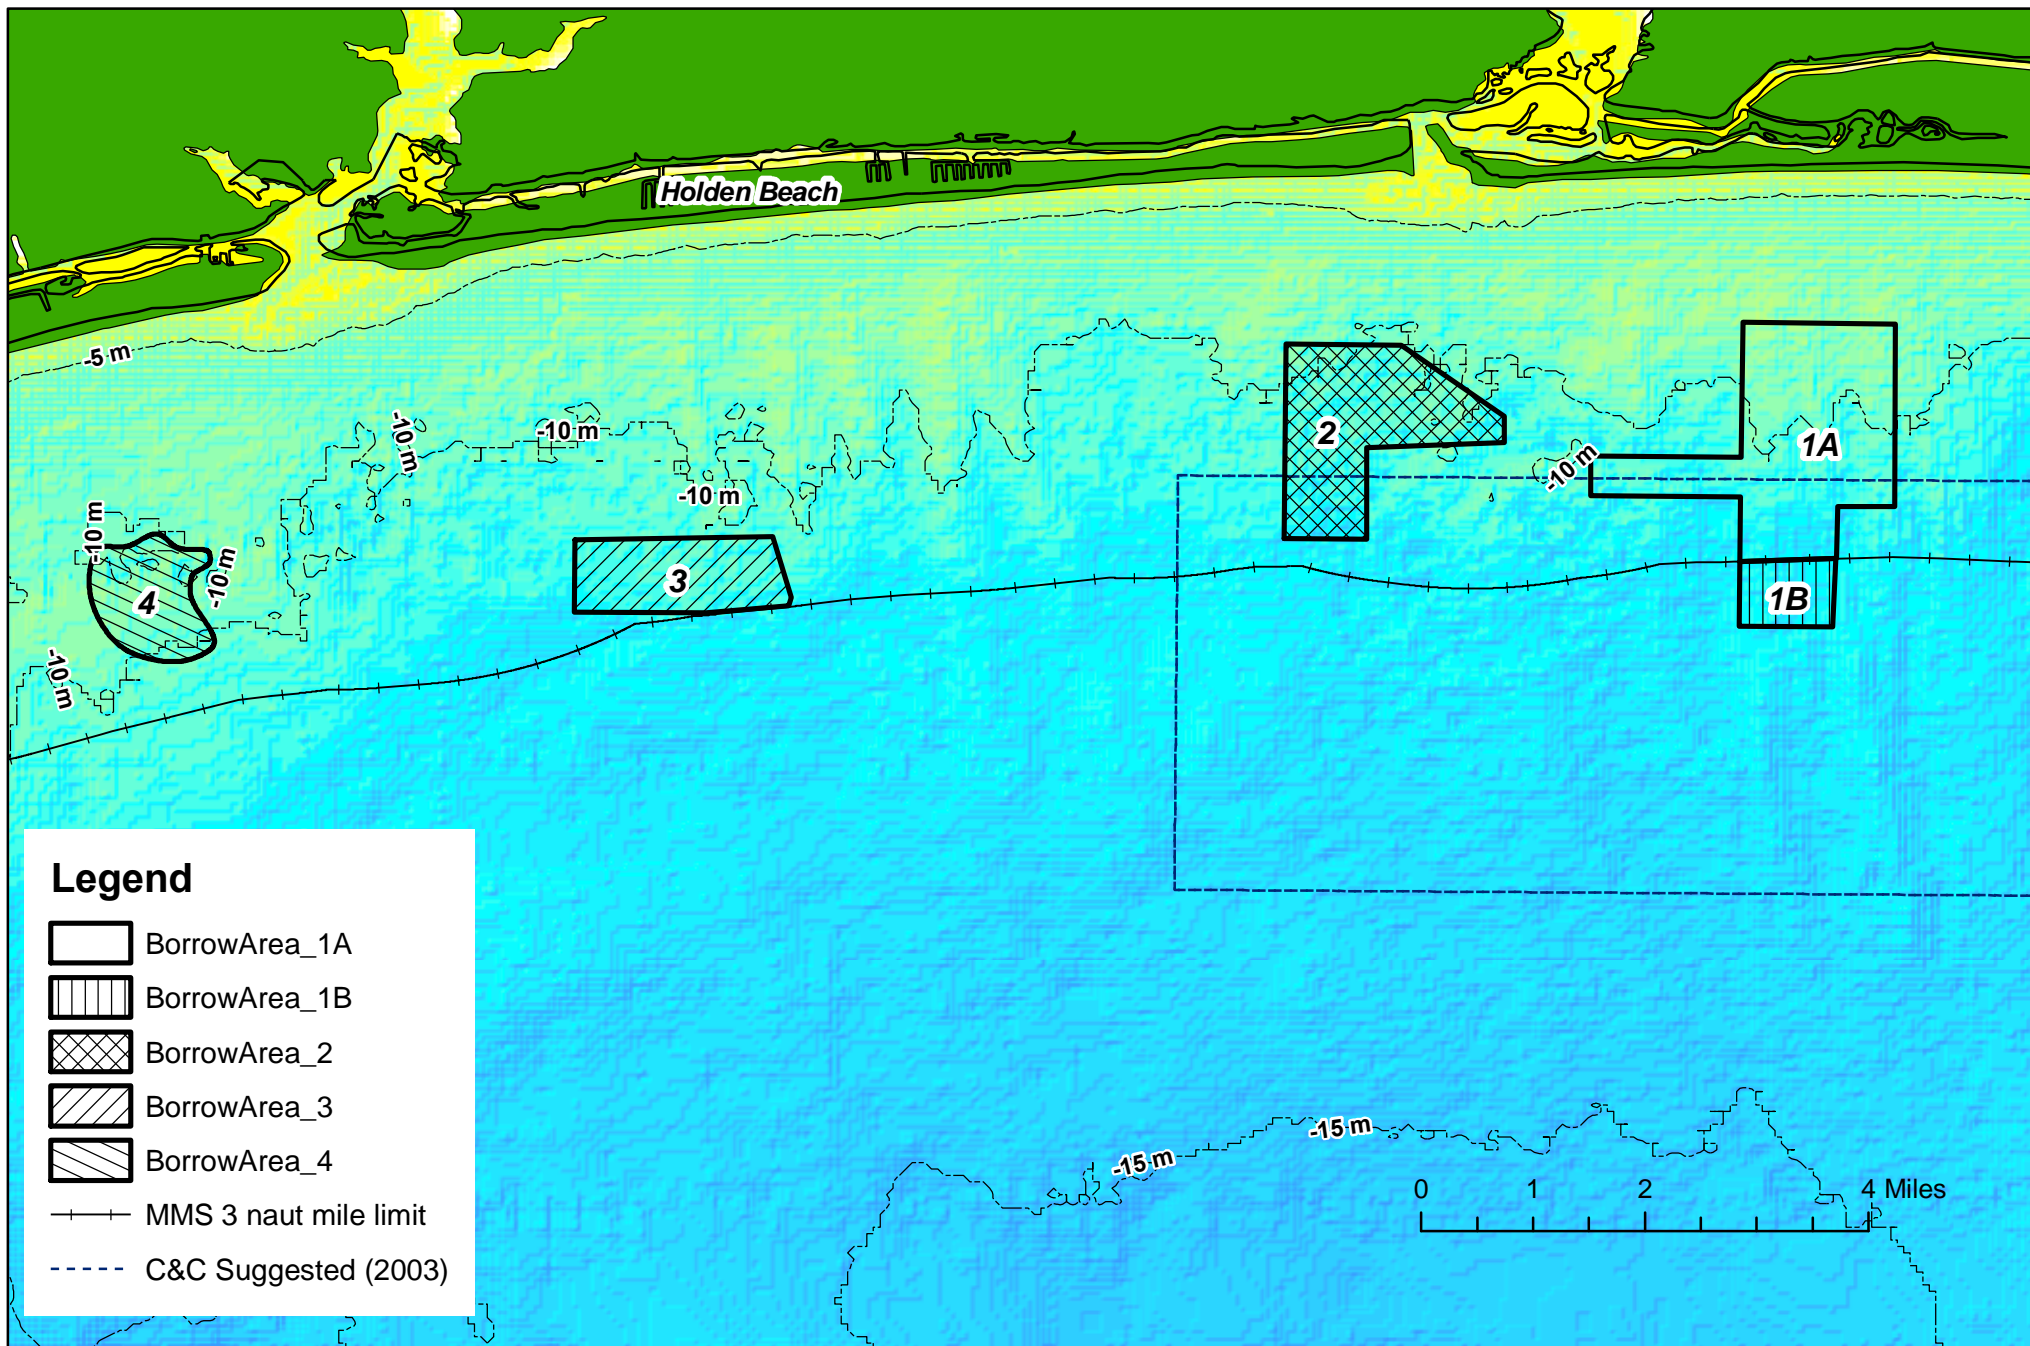 Holden Beach
-5 m
-10 m
-10 m
-10 m
2
1A
-10 m
-10 m
-10 m
-10 m
3
4
1B
-10 m
Legend
BorrowArea_1A
BorrowArea_1B
BorrowArea_2
BorrowArea_3
BorrowArea_4
MMS 3 naut mile limit
C&C Suggested (2003)
-15 m
-15 m
0 1 2 4 Miles